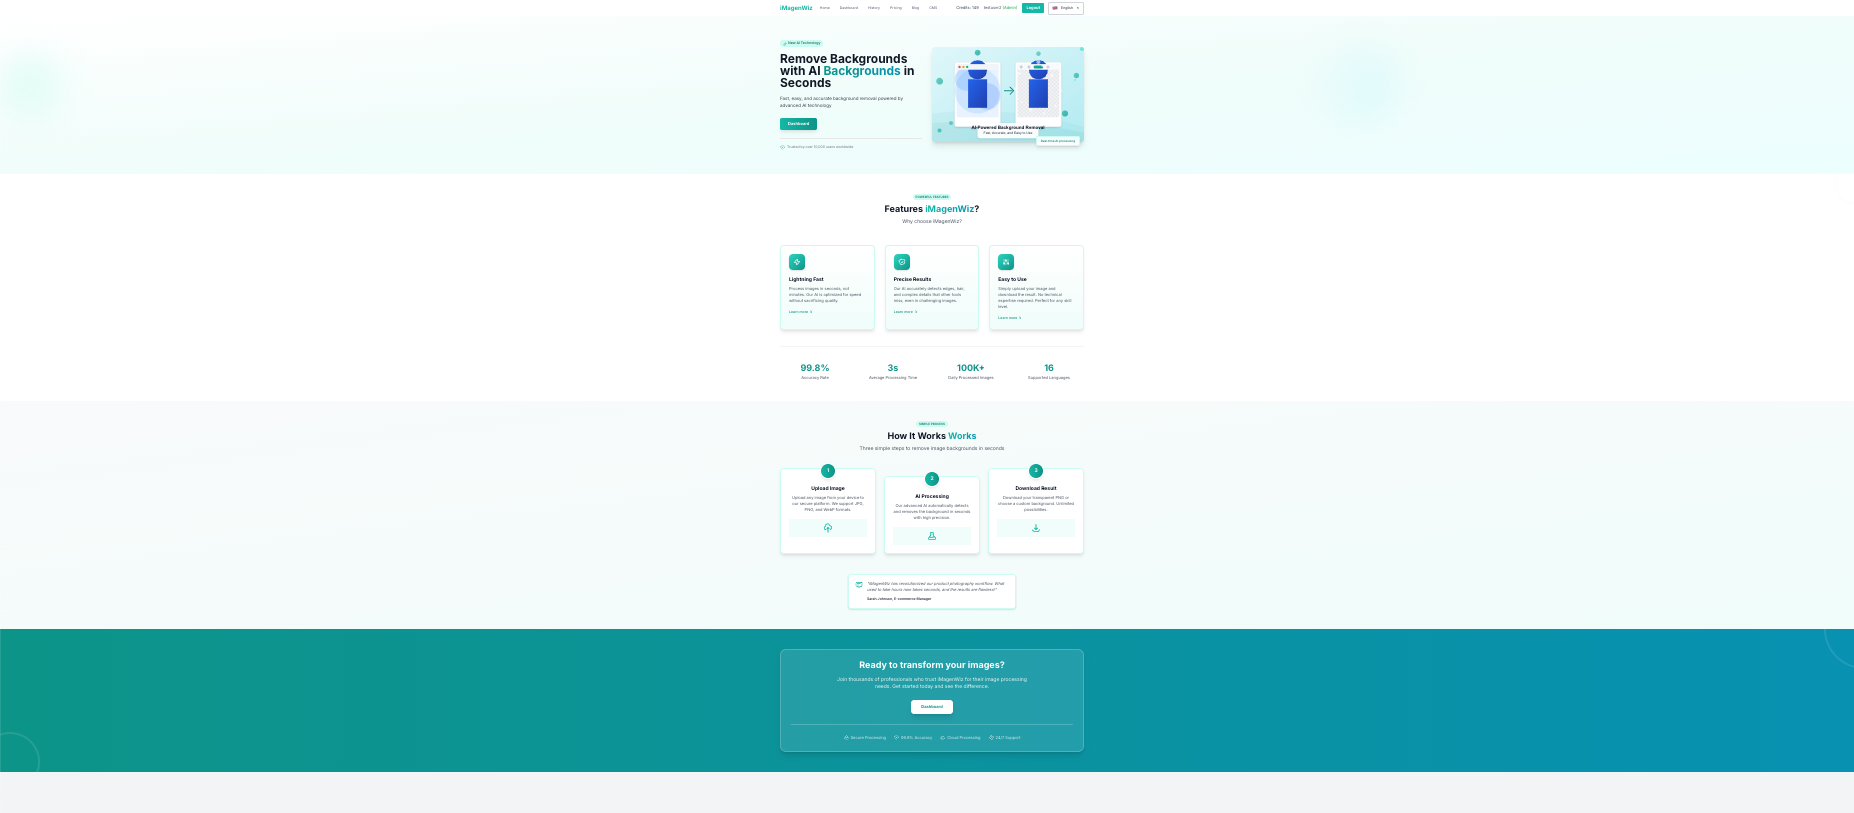 iMagenWiz Home Dashboard History Pricing Blog CMS Credits: testuser2 Logout English
New AI Technology
Remove Backgrounds
with AI Backgrounds in
Seconds
Fast, easy, and accurate background removal powered by
advanced AI technology
Dashboard
Trusted by over 10,000 users worldwide
AI-Powered Background Removal
Fast, Accurate, and Easy to Use
Real-time AI processing
POWERFUL FEATURES
Features iMagenWiz?
Why choose iMagenWiz?
Lightning Fast
Process images in seconds, not
minutes. Our AI is optimized for speed
without sacrificing quality.
Learn more
Precise Results
Our AI accurately detects edges, hair,
and complex details that other tools
miss, even in challenging images.
Learn more
Easy to Use
Simply upload your image and
download the result. No technical
expertise required. Perfect for any skill
level.
Learn more
99.8%
Accuracy Rate
3s
Average Processing Time
100K+
Daily Processed Images
16
Supported Languages
SIMPLE PROCESS
How It Works Works
Three simple steps to remove image backgrounds in seconds
1
Upload Image
Upload any image from your device to
our secure platform. We support JPG,
PNG, and WebP formats.
2
AI Processing
Our advanced AI automatically detects
and removes the background in seconds
with high precision.
3
Download Result
Download your transparent PNG or
choose a custom background. Unlimited
possibilities.
"iMagenWiz has revolutionized our product photography workflow. What
used to take hours now takes seconds, and the results are flawless!"
Sarah Johnson, E-commerce Manager
Ready to transform your images?
Join thousands of professionals who trust iMagenWiz for their image processing
needs. Get started today and see the difference.
Dashboard
Secure Processing 99.8% Accuracy Cloud Processing 24/7 Support